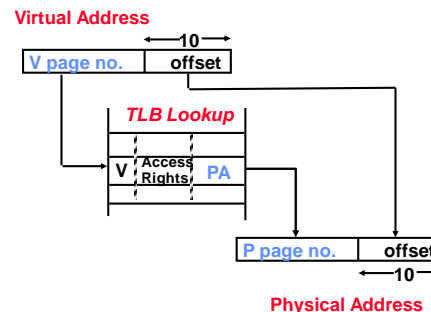 Virtual Address
10
V page no. offset
TLB Lookup
V Access Rights PA
P page no. offset
10
Physical Address